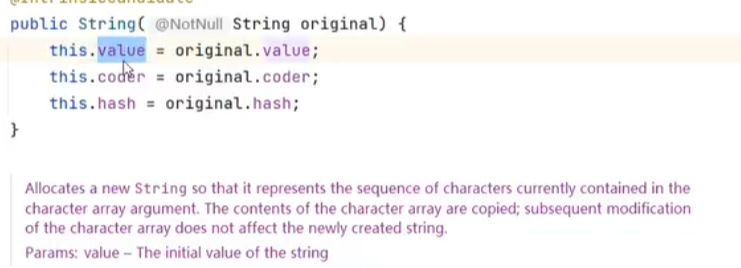 public String( @NotNull String original) {
this.value = original.value;
this.coder = original.coder;
this.hash = original.hash;
}
Allocates a new String so that it represents the sequence of characters currently contained in the
character array argument. The contents of the character array are copied; subsequent modification
of the character array does not affect the newly created string.
Params: value – The initial value of the string